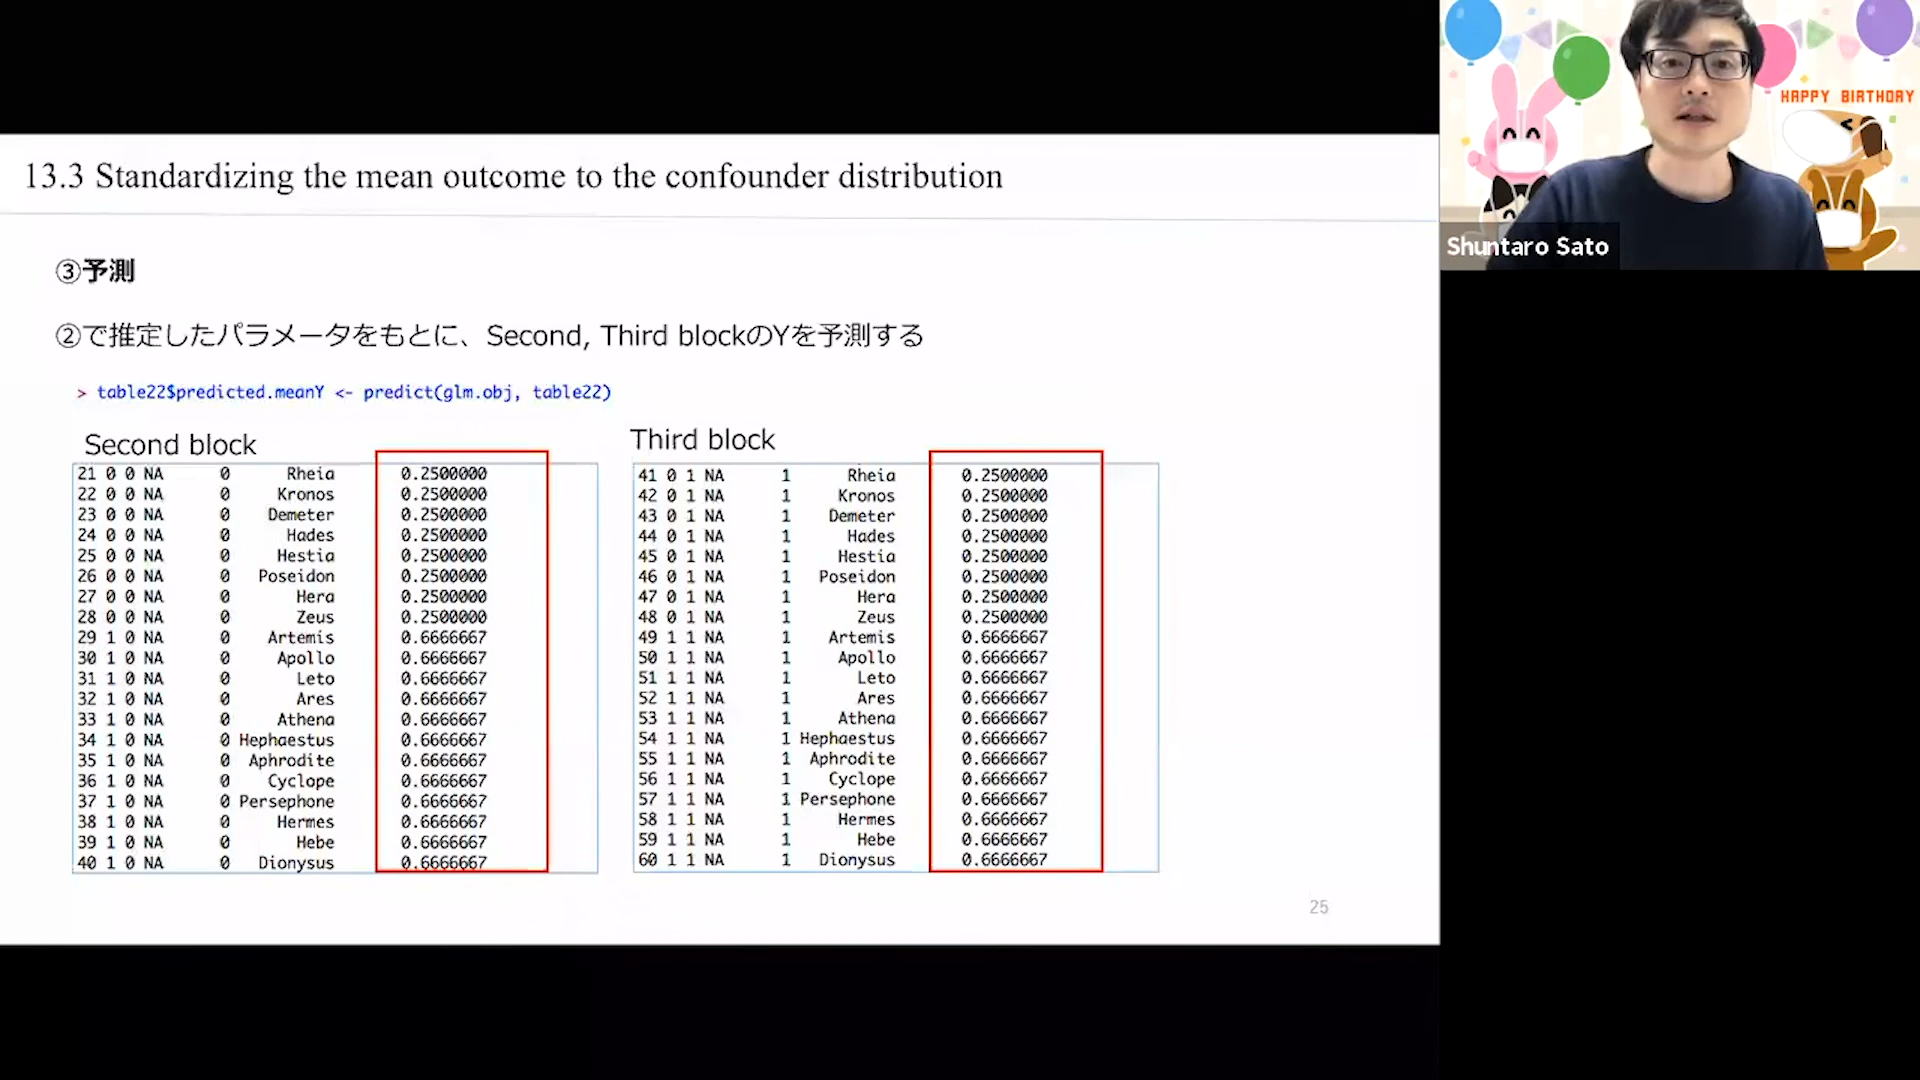 13.3 Standardizing the mean outcome to the confounder distribution
③予測
②で推定したパラメータをもとに、Second, Third blockのYを予測する
> table22$predicted.meanY <- predict(glm.obj, table22)
Second block
21 0 0 NA 0 Rheia 0.2500000
22 0 0 NA 0 Kronos 0.2500000
23 0 0 NA 0 Demeter 0.2500000
24 0 0 NA 0 Hades 0.2500000
25 0 0 NA 0 Hestia 0.2500000
26 0 0 NA 0 Poseidon 0.2500000
27 0 0 NA 0 Hera 0.2500000
28 0 0 NA 0 Zeus 0.2500000
29 1 0 NA 0 Artemis 0.6666667
30 1 0 NA 0 Apollo 0.6666667
31 1 0 NA 0 Leto 0.6666667
32 1 0 NA 0 Ares 0.6666667
33 1 0 NA 0 Athena 0.6666667
34 1 0 NA 0 Hephaestus 0.6666667
35 1 0 NA 0 Aphrodite 0.6666667
36 1 0 NA 0 Cyclope 0.6666667
37 1 0 NA 0 Persephone 0.6666667
38 1 0 NA 0 Hermes 0.6666667
39 1 0 NA 0 Hebe 0.6666667
40 1 0 NA 0 Dionysus 0.6666667
Third block
41 0 1 NA 1 Rheia 0.2500000
42 0 1 NA 1 Kronos 0.2500000
43 0 1 NA 1 Demeter 0.2500000
44 0 1 NA 1 Hades 0.2500000
45 0 1 NA 1 Hestia 0.2500000
46 0 1 NA 1 Poseidon 0.2500000
47 0 1 NA 1 Hera 0.2500000
48 0 1 NA 1 Zeus 0.2500000
49 1 1 NA 1 Artemis 0.6666667
50 1 1 NA 1 Apollo 0.6666667
51 1 1 NA 1 Leto 0.6666667
52 1 1 NA 1 Ares 0.6666667
53 1 1 NA 1 Athena 0.6666667
54 1 1 NA 1 Hephaestus 0.6666667
55 1 1 NA 1 Aphrodite 0.6666667
56 1 1 NA 1 Cyclope 0.6666667
57 1 1 NA 1 Persephone 0.6666667
58 1 1 NA 1 Hermes 0.6666667
59 1 1 NA 1 Hebe 0.6666667
60 1 1 NA 1 Dionysus 0.6666667
25
HAPPY BIRTHDAY
Shuntaro Sato